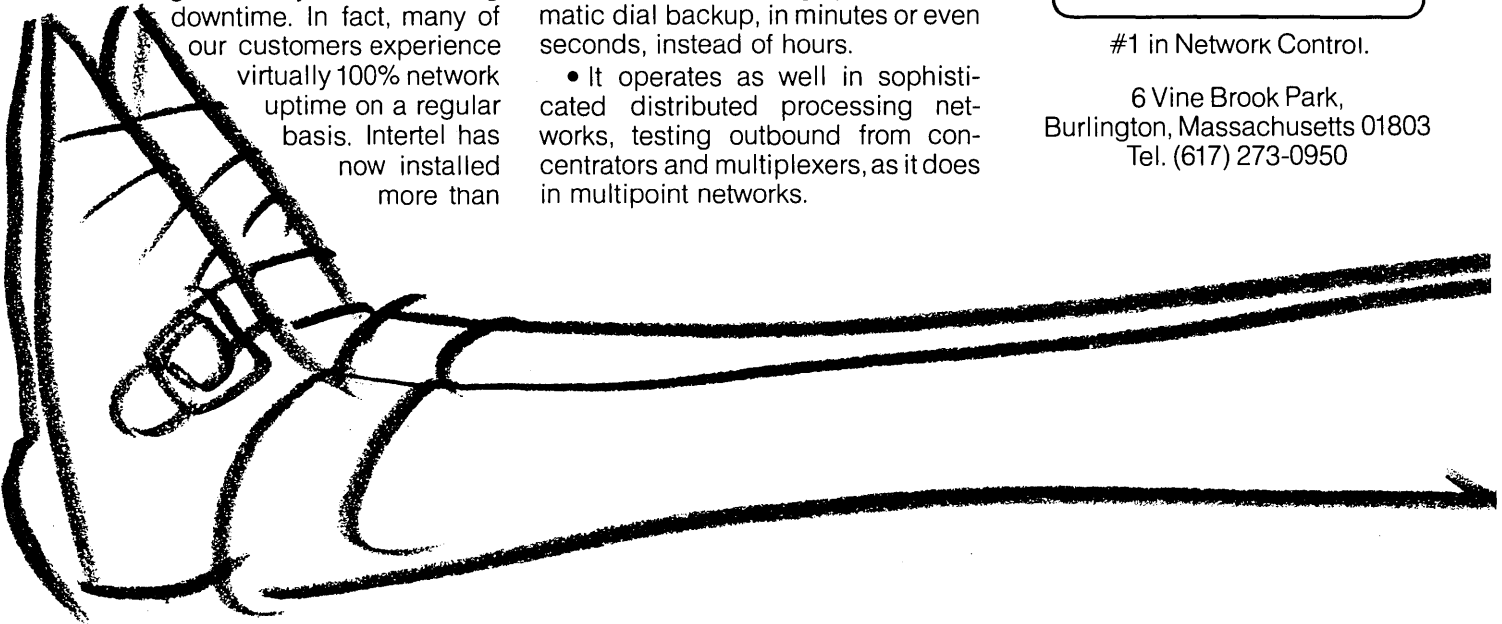 downtime. In fact, many of
our customers experience
virtually 100% network
uptime on a regular
basis. Intertel has
now installed
more than
matic dial backup, in minutes or even
seconds, instead of hours.
• It operates as well in sophisti-
cated distributed processing net-
works, testing outbound from con-
centrators and multiplexers, as it does
in multipoint networks.
#1 in Network Control.
6 Vine Brook Park,
Burlington, Massachusetts 01803
Tel. (617) 273-0950